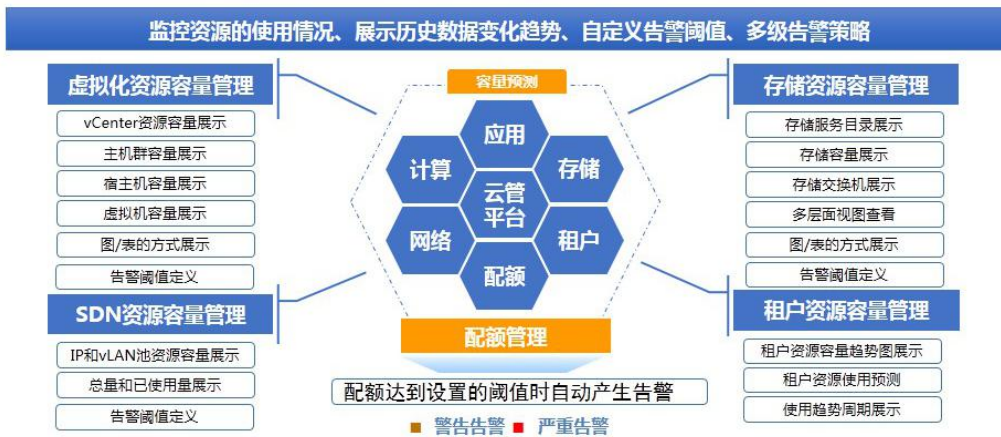 监控资源的使用情况、展示历史数据变化趋势、自定义告警阈值、多级告警策略
虚拟化资源容量管理
vCenter资源容量展示
主机群容量展示
宿主机容量展示
虚拟机容量展示
图/表的方式展示
告警阈值定义
SDN资源容量管理
IP和vLAN池资源容量展示
总量和已使用量展示
告警阈值定义
容量预测
应用
计算
存储
云管
平台
网络
租户
配额
配额管理
配额达到设置的阈值时自动产生告警
警告告警
严重告警
存储资源容量管理
存储服务目录展示
存储容量展示
存储交换机展示
多层面视图查看
图/表的方式展示
告警阈值定义
租户资源容量管理
租户资源容量趋势图展示
租户资源使用预测
使用趋势周期展示